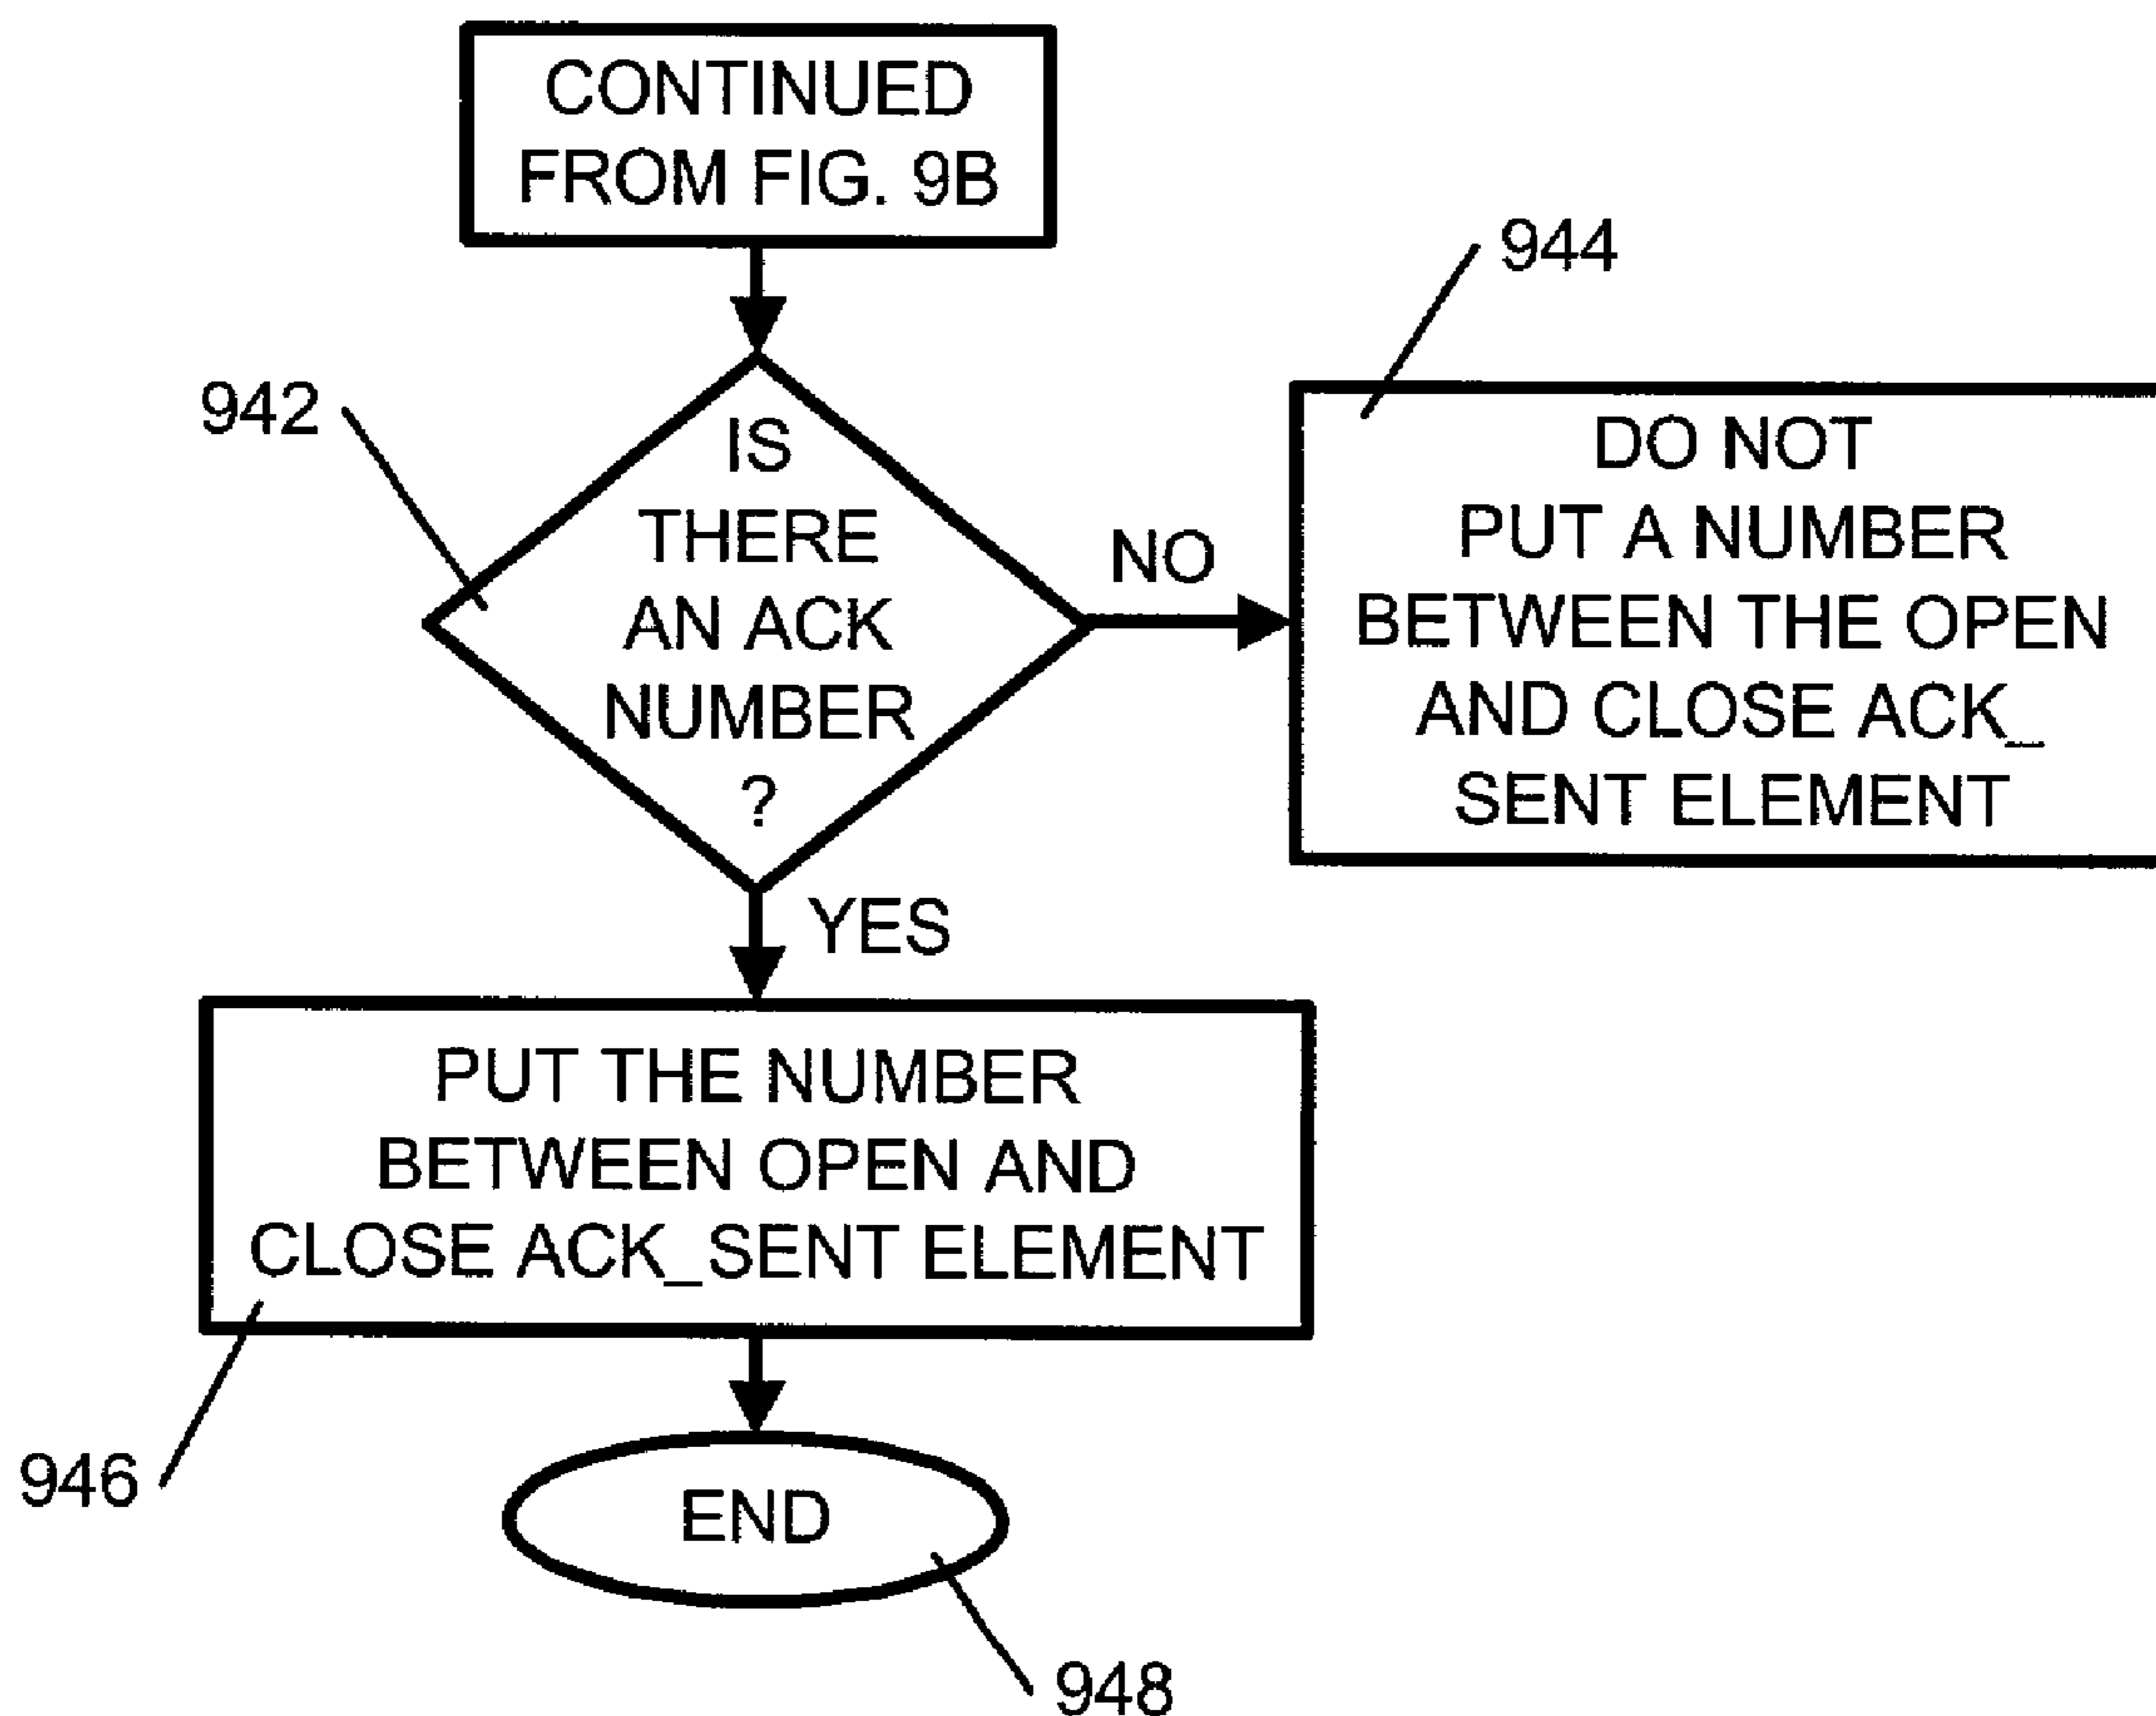 CONTINUED
FROM FIG. 9B
944
942
IS
THERE
AN ACK
NUMBER
?
NO
DO NOT
PUT A NUMBER
BETWEEN THE OPEN
AND CLOSE ACK_
SENT ELEMENT
YES
PUT THE NUMBER
BETWEEN OPEN AND
CLOSE ACK_SENT ELEMENT
946
END
948